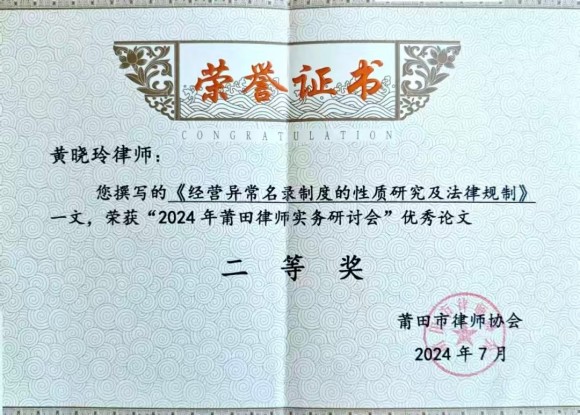 荣誉证书
CONGRATULATION
黄晓玲律师：
您撰写的《经营异常名录制度的性质研究及法律规制》
一文，荣获“2024年莆田律师实务研讨会”优秀论文
二 等 奖
莆田市律师协会
2024年7月